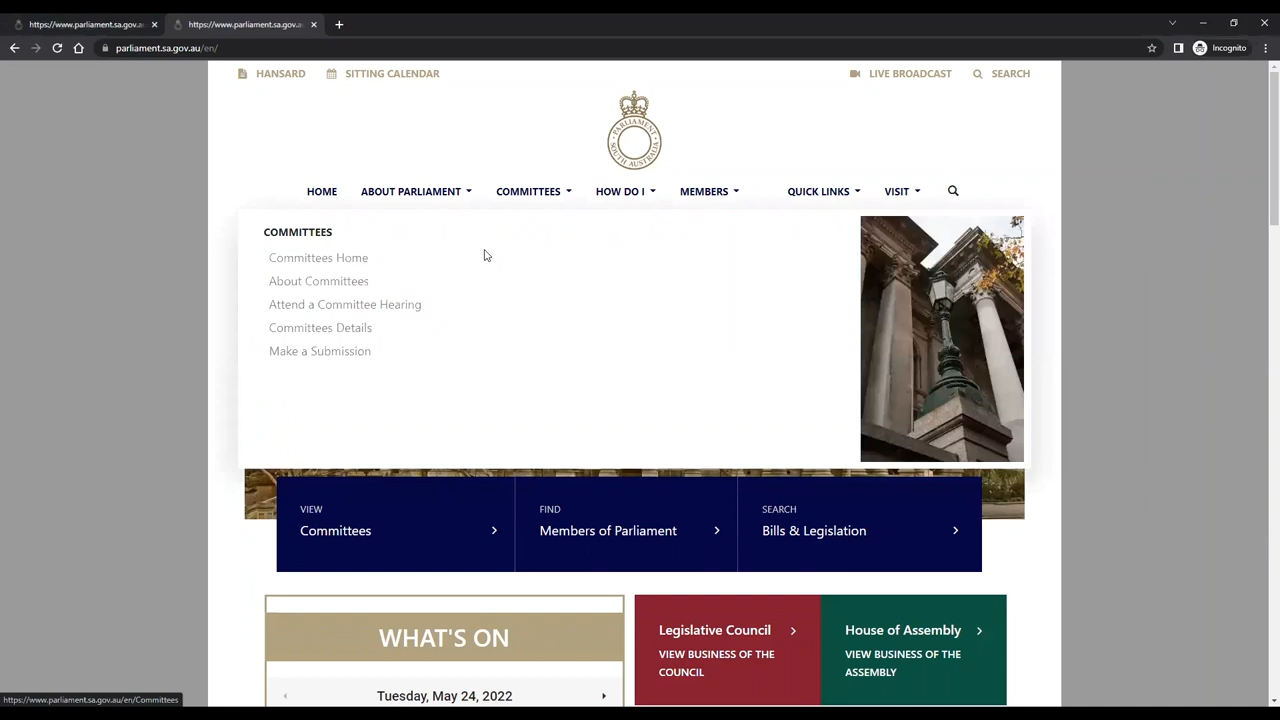 https://www.parliament.sa.gov.au
https://www.parliament.sa.gov.au
parliament.sa.gov.au/en/
Incognito
HANSARD
SITTING CALENDAR
LIVE BROADCAST
SEARCH
PARLIAMENT
SOUTH AUSTRALIA
HOME
ABOUT PARLIAMENT
COMMITTEES
HOW DO I
MEMBERS
QUICK LINKS
VISIT
COMMITTEES
Committees Home
About Committees
Attend a Committee Hearing
Committees Details
Make a Submission
VIEW
Committees
FIND
Members of Parliament
SEARCH
Bills & Legislation
WHAT'S ON
Tuesday, May 24, 2022
Legislative Council
VIEW BUSINESS OF THE
COUNCIL
House of Assembly
VIEW BUSINESS OF THE
ASSEMBLY
https://www.parliament.sa.gov.au/en/Committees